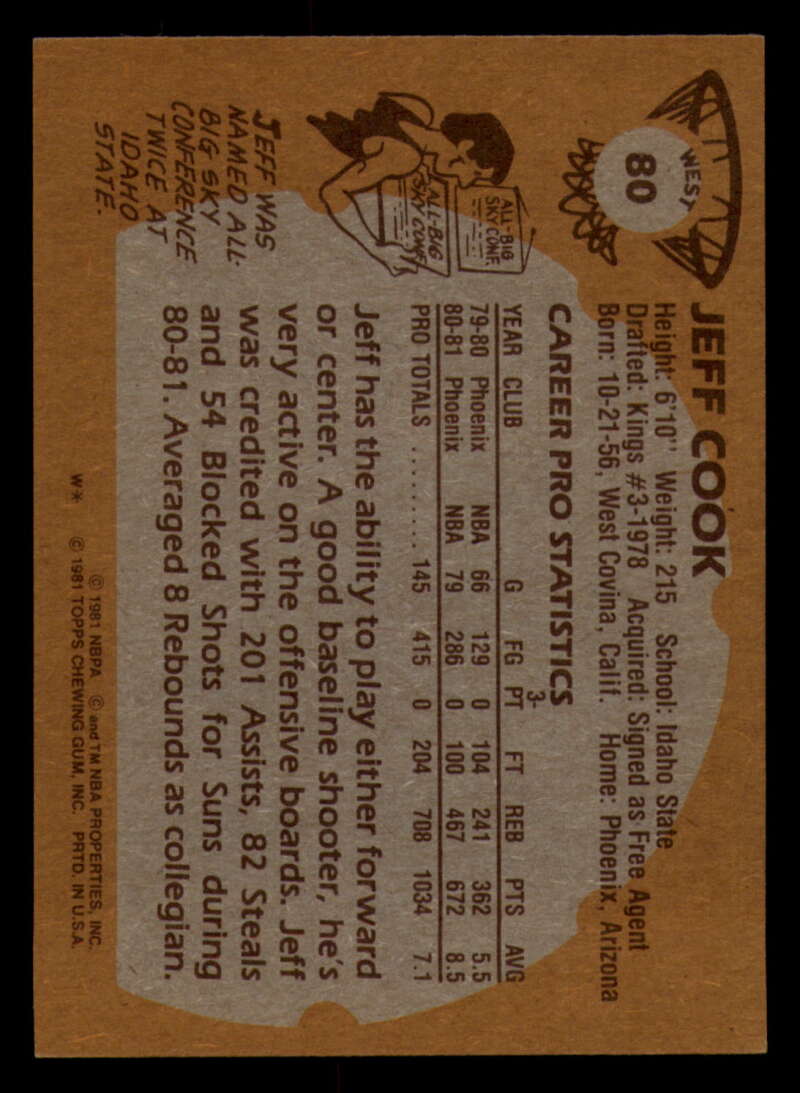 80
WEST
JEFF COOK
Height: 6'10" Weight: 215 School: Idaho State
Drafted: Kings #3-1978 Acquired: Signed as Free Agent
Born: 10-21-56, West Covina, Calif. Home: Phoenix, Arizona
CAREER PRO STATISTICS
3-
YEAR CLUB G FG PT FT REB PTS AVG
79-80 Phoenix NBA 66 129 0 104 241 362 5.5
80-81 Phoenix NBA 79 286 0 100 467 672 8.5
PRO TOTALS ......... 145 415 0 204 708 1034 7.1
ALL-BIG
SKY CONF.
ALL-BIG
SKY CONF.
JEFF WAS
NAMED ALL-
BIG SKY
CONFERENCE
TWICE AT
IDAHO
STATE.
Jeff has the ability to play either forward
or center. A good baseline shooter, he's
very active on the offensive boards. Jeff
was credited with 201 Assists, 82 Steals
and 54 Blocked Shots for Suns during
80-81. Averaged 8 Rebounds as collegian.
© 1981 NBPA © and TM NBA PROPERTIES, INC.
W* © 1981 TOPPS CHEWING GUM, INC. PRTD. IN U.S.A.